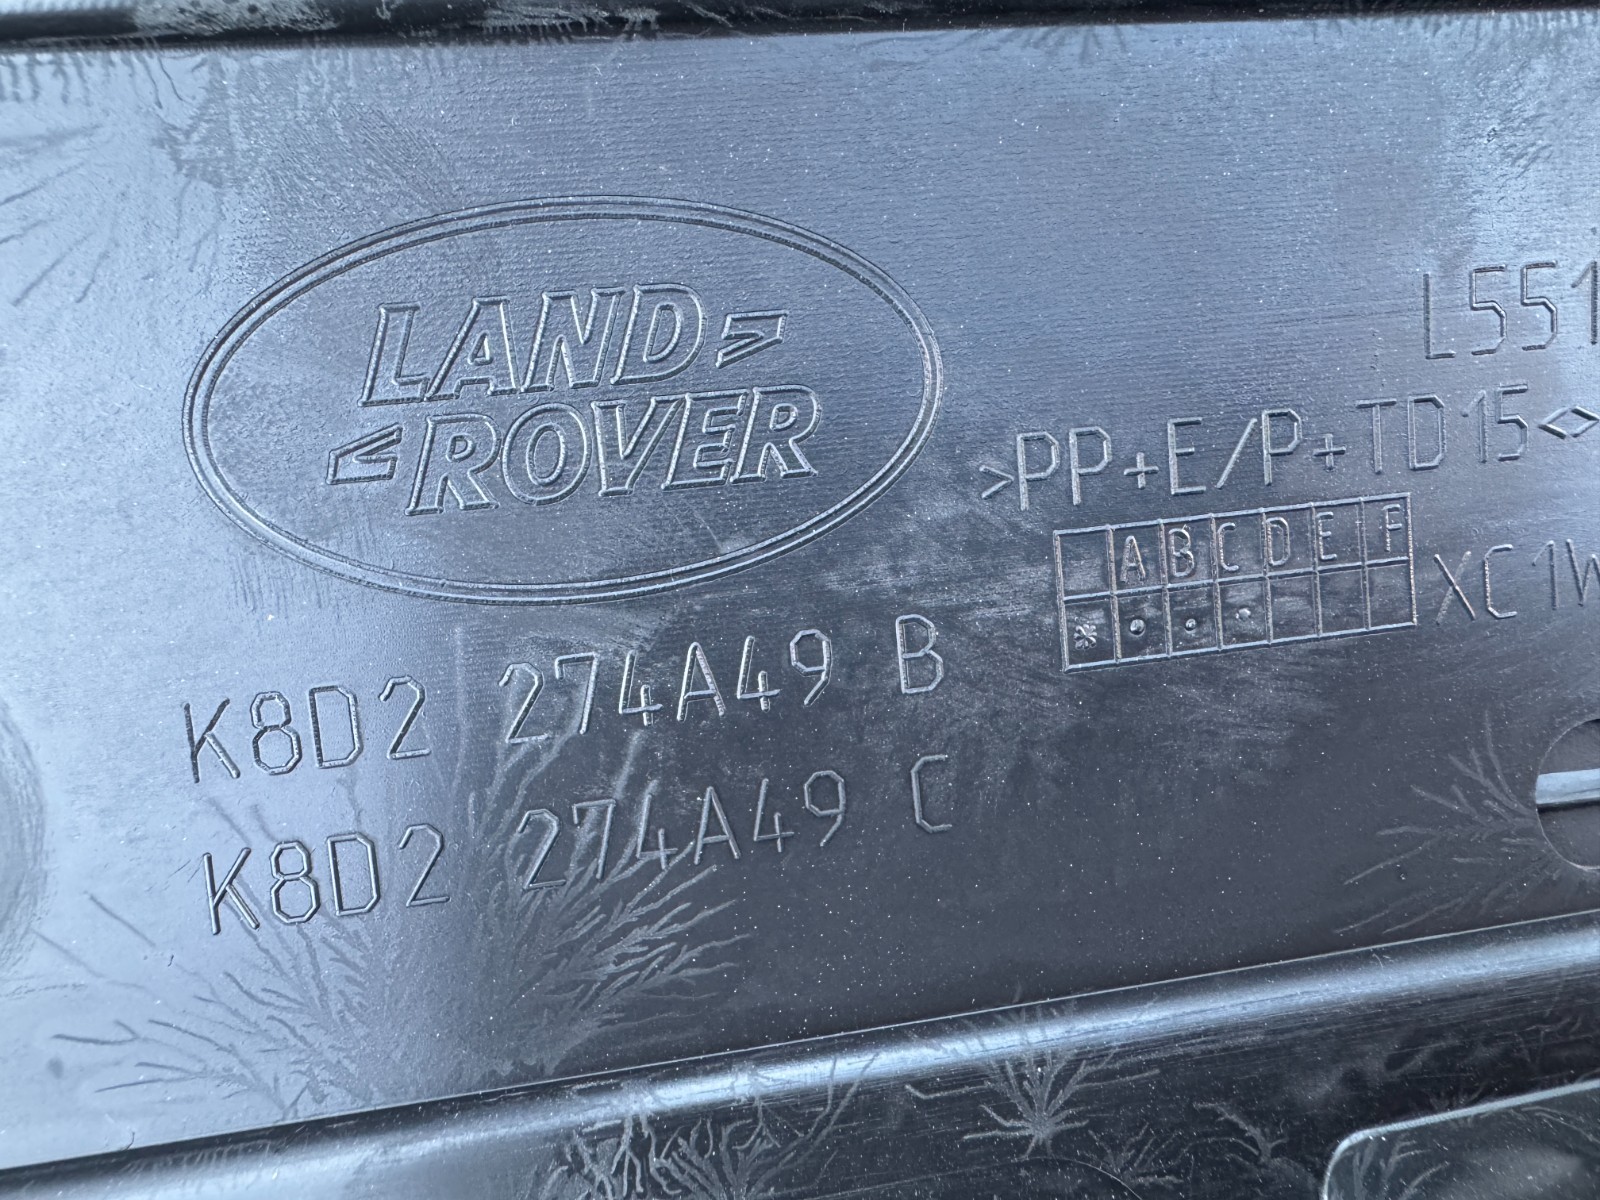 LAND
ROVER
L551
>PP+E/P+TD15<
A B C D E F
XC1W
K8D2 274A49 B
K8D2 274A49 C